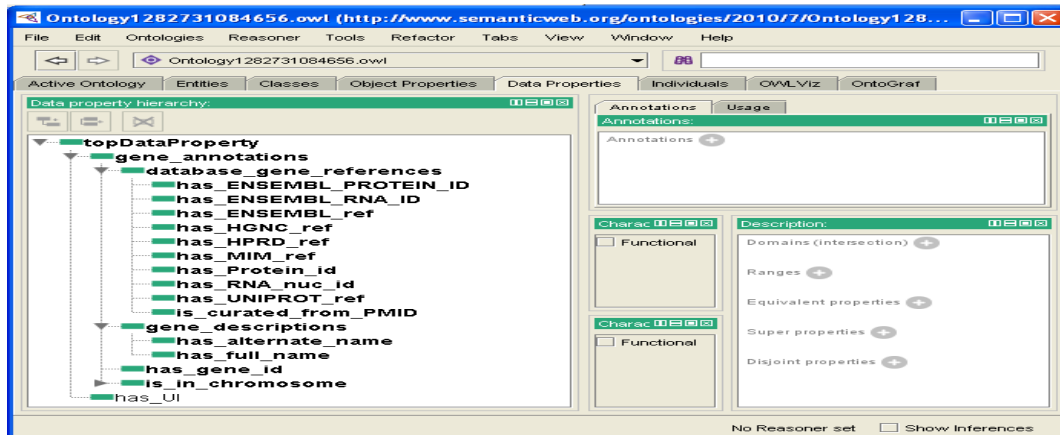 Ontology1282731084656.owl (http://www.semanticweb.org/ontologies/2010/7/Ontology128...
File Edit Ontologies Reasoner Tools Refactor Tabs View Window Help
Ontology1282731084656.owl
Active Ontology Entities Classes Object Properties Data Properties Individuals OWLViz OntoGraf
Data property hierarchy:
topDataProperty
gene_annotations
database_gene_references
has_ENSEMBL_PROTEIN_ID
has_ENSEMBL_RNA_ID
has_ENSEMBL_ref
has_HGNC_ref
has_HPRD_ref
has_MIM_ref
has_Protein_id
has_RNA_nuc_id
has_UNIPROT_ref
is_curated_from_PMID
gene_descriptions
has_alternate_name
has_full_name
has_gene_id
is_in_chromosome
has_UI
Annotations Usage
Annotations:
Annotations
Charac
Functional
Charac
Functional
Description:
Domains (intersection)
Ranges
Equivalent properties
Super properties
Disjoint properties
No Reasoner set Show Inferences